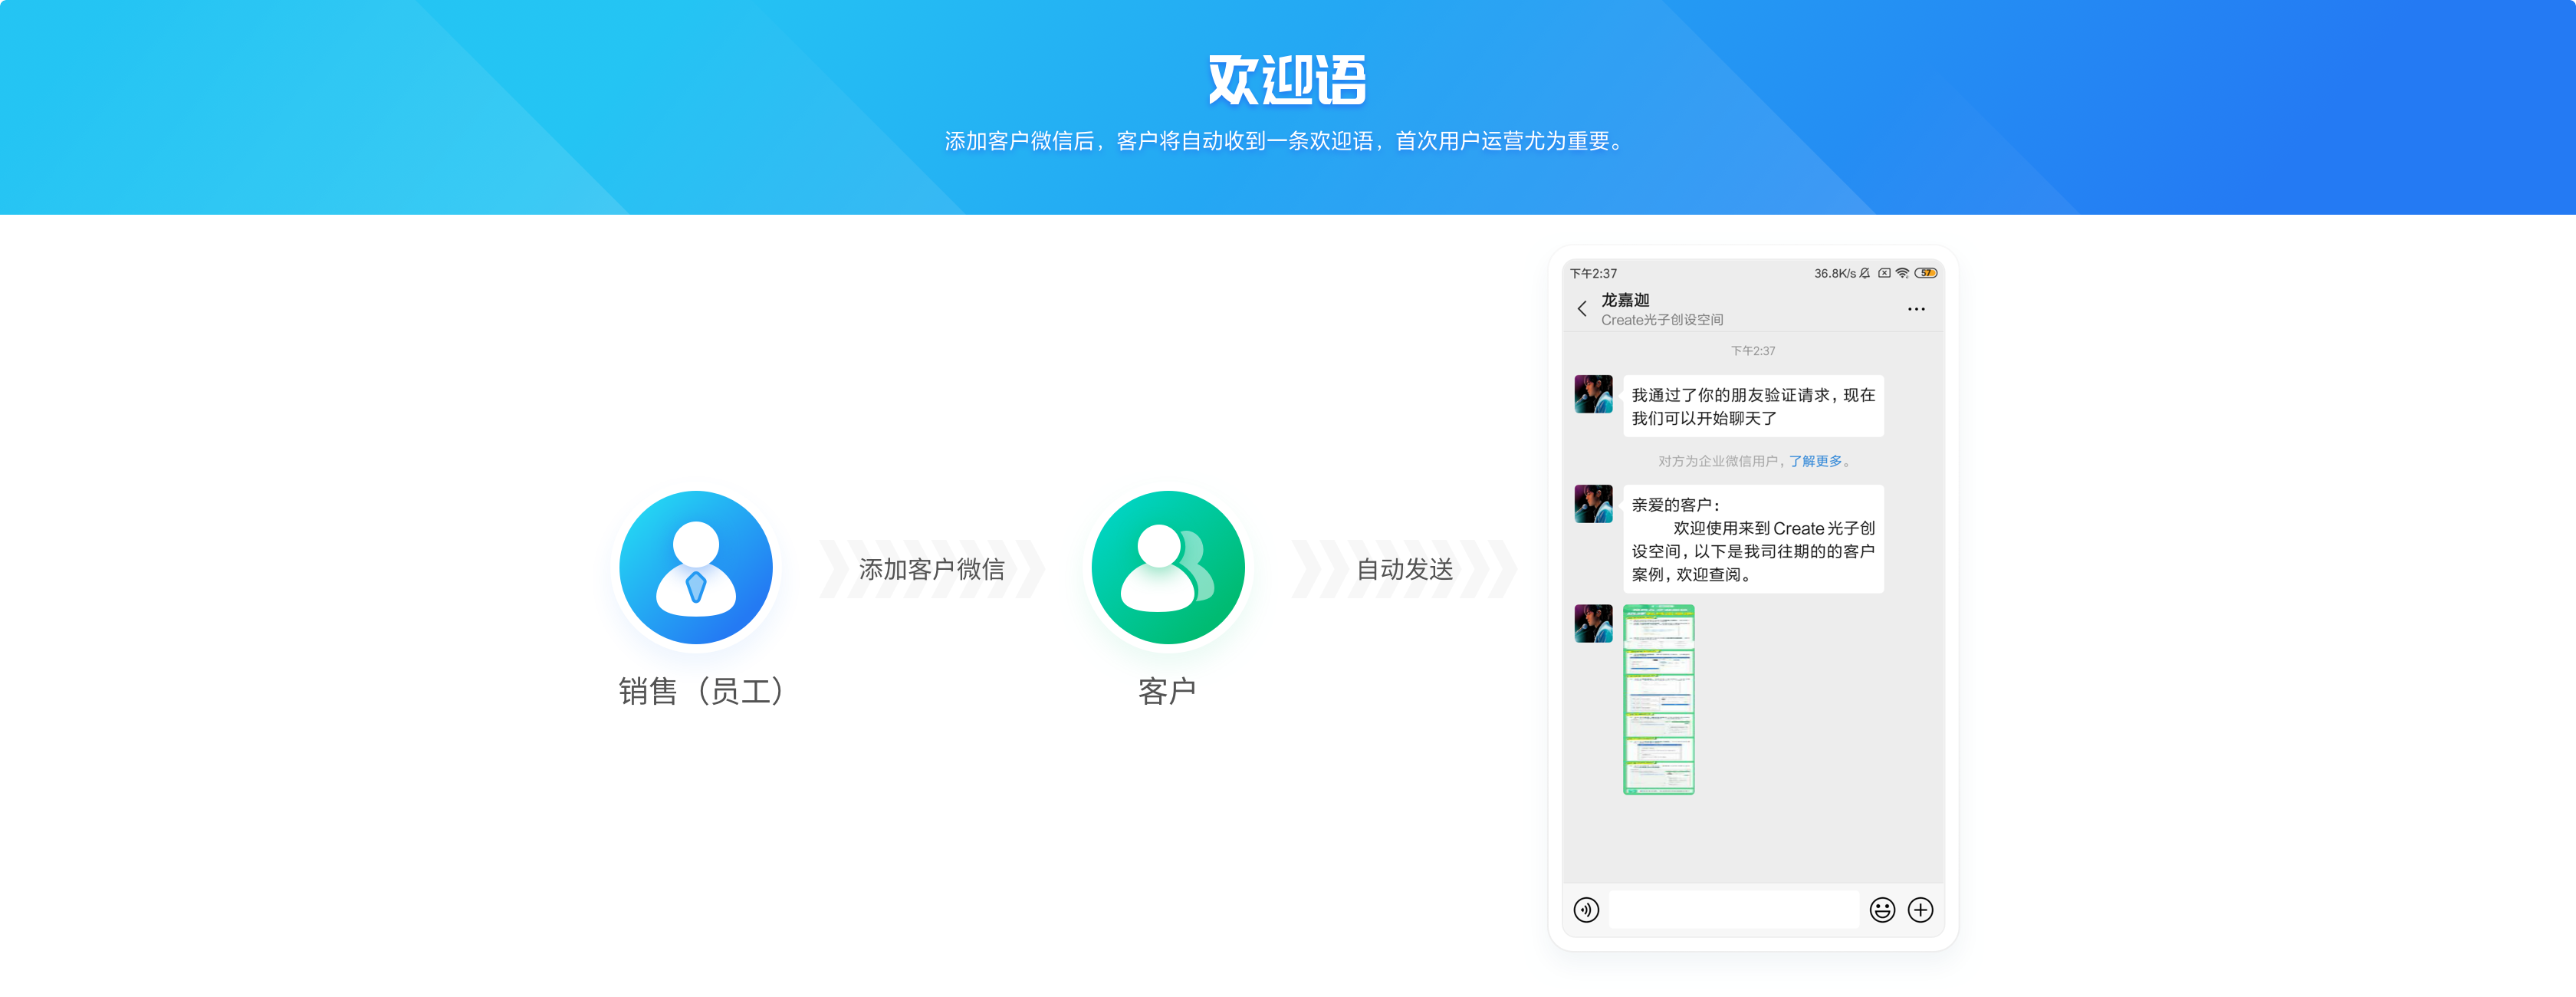 欢迎语
添加客户微信后，客户将自动收到一条欢迎语，首次用户运营尤为重要。
销售（员工）
添加客户微信
客户
自动发送
下午2:37
36.8K/s
57
龙嘉迦
Create光子创设空间
下午2:37
我通过了你的朋友验证请求，现在
我们可以开始聊天了
对方为企业微信用户，了解更多。
亲爱的客户：
欢迎使用来到 Create 光子创
设空间，以下是我司往期的的客户
案例，欢迎查阅。